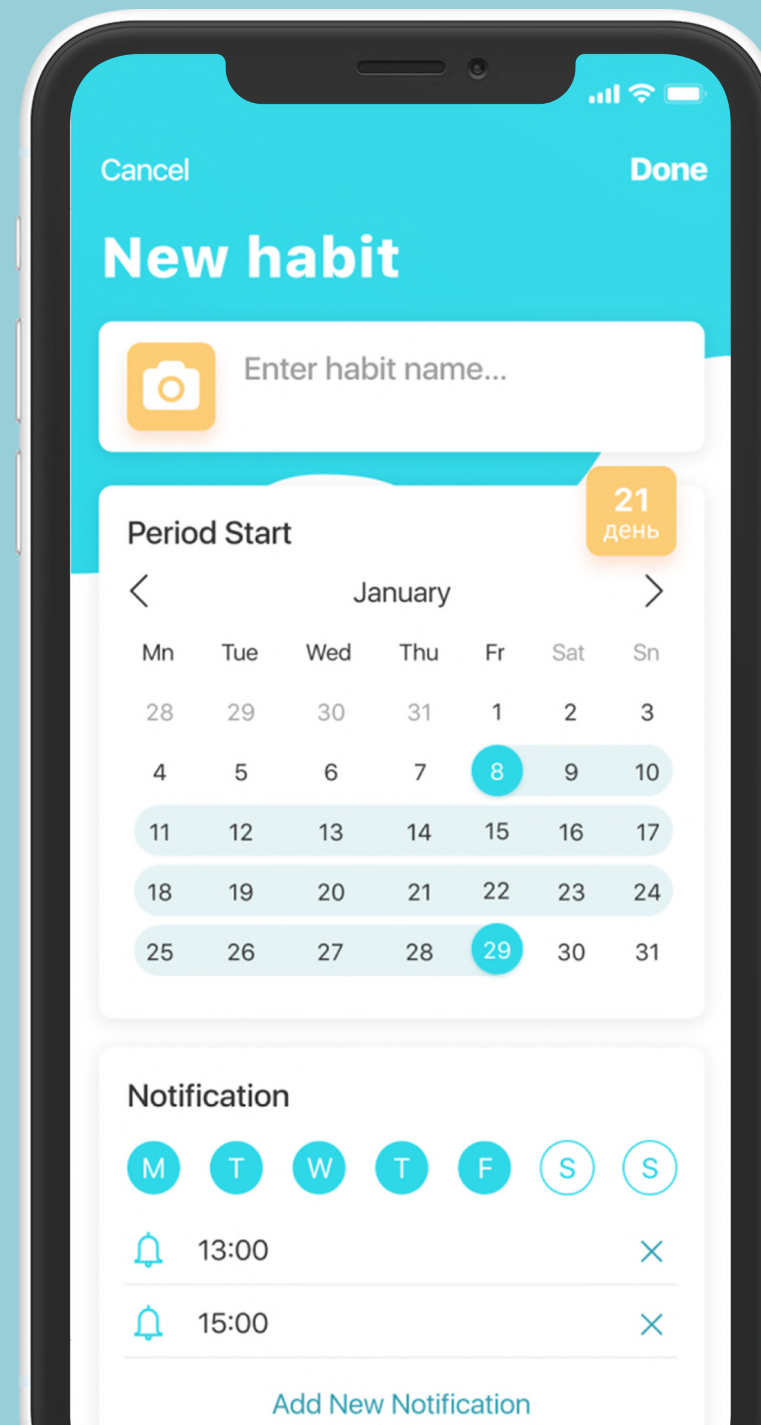 Cancel Done
New habit
Enter habit name...
21
день
Period Start
January
Mn Tue Wed Thu Fr Sat Sn
28 29 30 31 1 2 3
4 5 6 7 8 9 10
11 12 13 14 15 16 17
18 19 20 21 22 23 24
25 26 27 28 29 30 31
Notification
M T W T F S S
13:00
15:00
Add New Notification